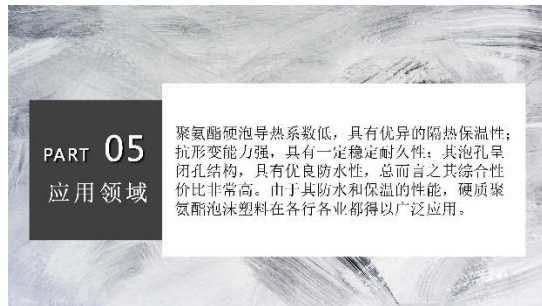 PART 05
应用领域
聚氨酯硬泡导热系数低，具有优异的隔热保温性；
抗形变能力强，具有一定稳定耐久性；其泡孔呈
闭孔结构，具有优良防水性，总而言之其综合性
价比非常高。由于其防水和保温的性能，硬质聚
氨酯泡沫塑料在各行各业都得以广泛应用。